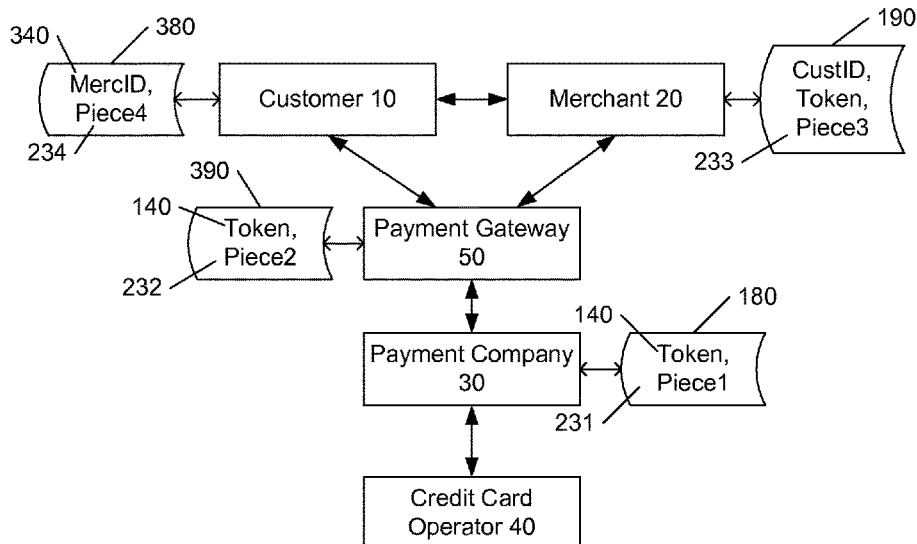 340
380
190
MercID,
Piece4
Customer 10
Merchant 20
CustID,
Token,
Piece3
234
233
390
140
Token,
Piece2
Payment Gateway
50
232
140
180
Payment Company
30
Token,
Piece1
231
Credit Card
Operator 40